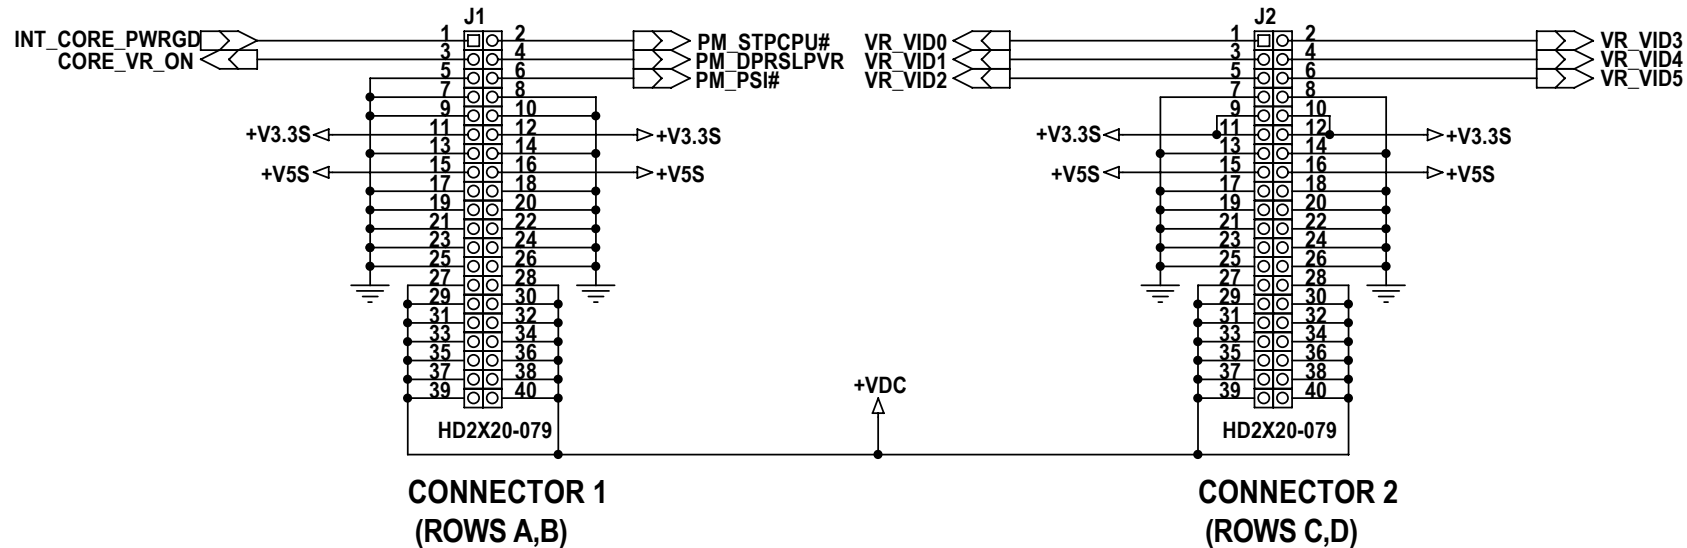 J1 J2
INT_CORE_PWRGD 1 2 PM_STPCPU# VR_VID0 1 2 VR_VID3
CORE_VR_ON 3 4 PM_DPRSLPVR VR_VID1 3 4 VR_VID4
5 6 PM_PSI# VR_VID2 5 6 VR_VID5
7 8 7 8
9 10 9 10
+V3.3S 11 12 +V3.3S +V3.3S 11 12 +V3.3S
13 14 13 14
+V5S 15 16 +V5S +V5S 15 16 +V5S
17 18 17 18
19 20 19 20
21 22 21 22
23 24 23 24
25 26 25 26
27 28 27 28
29 30 29 30
31 32 31 32
33 34 33 34
35 36 35 36
37 38 37 38
39 40 39 40
+VDC
HD2X20-079 HD2X20-079
CONNECTOR 1 CONNECTOR 2
(ROWS A,B) (ROWS C,D)